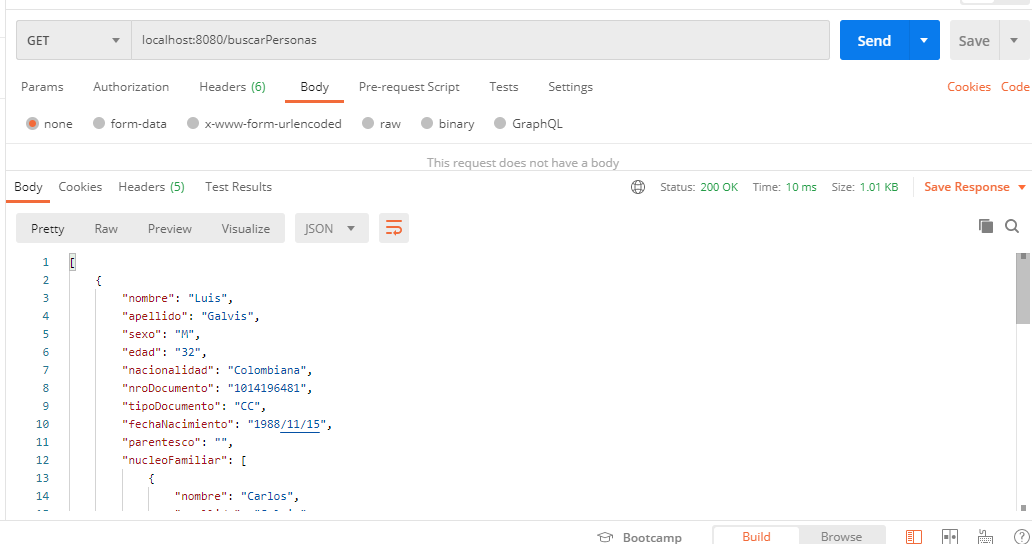 GET localhost:8080/buscarPersonas Send Save
Params Authorization Headers (6) Body Pre-request Script Tests Settings Cookies Code
none form-data x-www-form-urlencoded raw binary GraphQL
This request does not have a body
Body Cookies Headers (5) Test Results Status: 200 OK Time: 10 ms Size: 1.01 KB Save Response
Pretty Raw Preview Visualize JSON
1 [
2 {
3 "nombre": "Luis",
4 "apellido": "Galvis",
5 "sexo": "M",
6 "edad": "32",
7 "nacionalidad": "Colombiana",
8 "nroDocumento": "1014196481",
9 "tipoDocumento": "CC",
10 "fechaNacimiento": "1988/11/15",
11 "parentesco": "",
12 "nucleoFamiliar": [
13 {
14 "nombre": "Carlos",
Bootcamp Build Browse